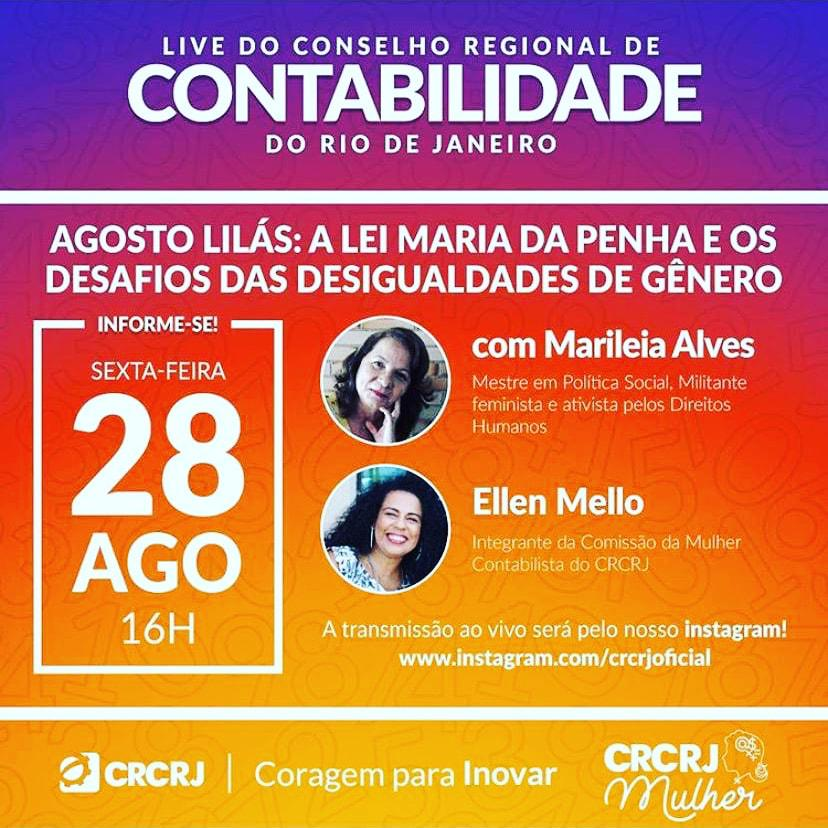 LIVE DO CONSELHO REGIONAL DE
CONTABILIDADE
DO RIO DE JANEIRO
AGOSTO LILÁS: A LEI MARIA DA PENHA E OS
DESAFIOS DAS DESIGUALDADES DE GÊNERO
INFORME-SE!
SEXTA-FEIRA
28
AGO
16H
com Marileia Alves
Mestre em Política Social, Militante
feminista e ativista pelos Direitos
Humanos
Ellen Mello
Integrante da Comissão da Mulher
Contabilista do CRCRJ
A transmissão ao vivo será pelo nosso instagram!
www.instagram.com/crcrjoficial
CRCRJ | Coragem para Inovar
CRCRJ
Mulher